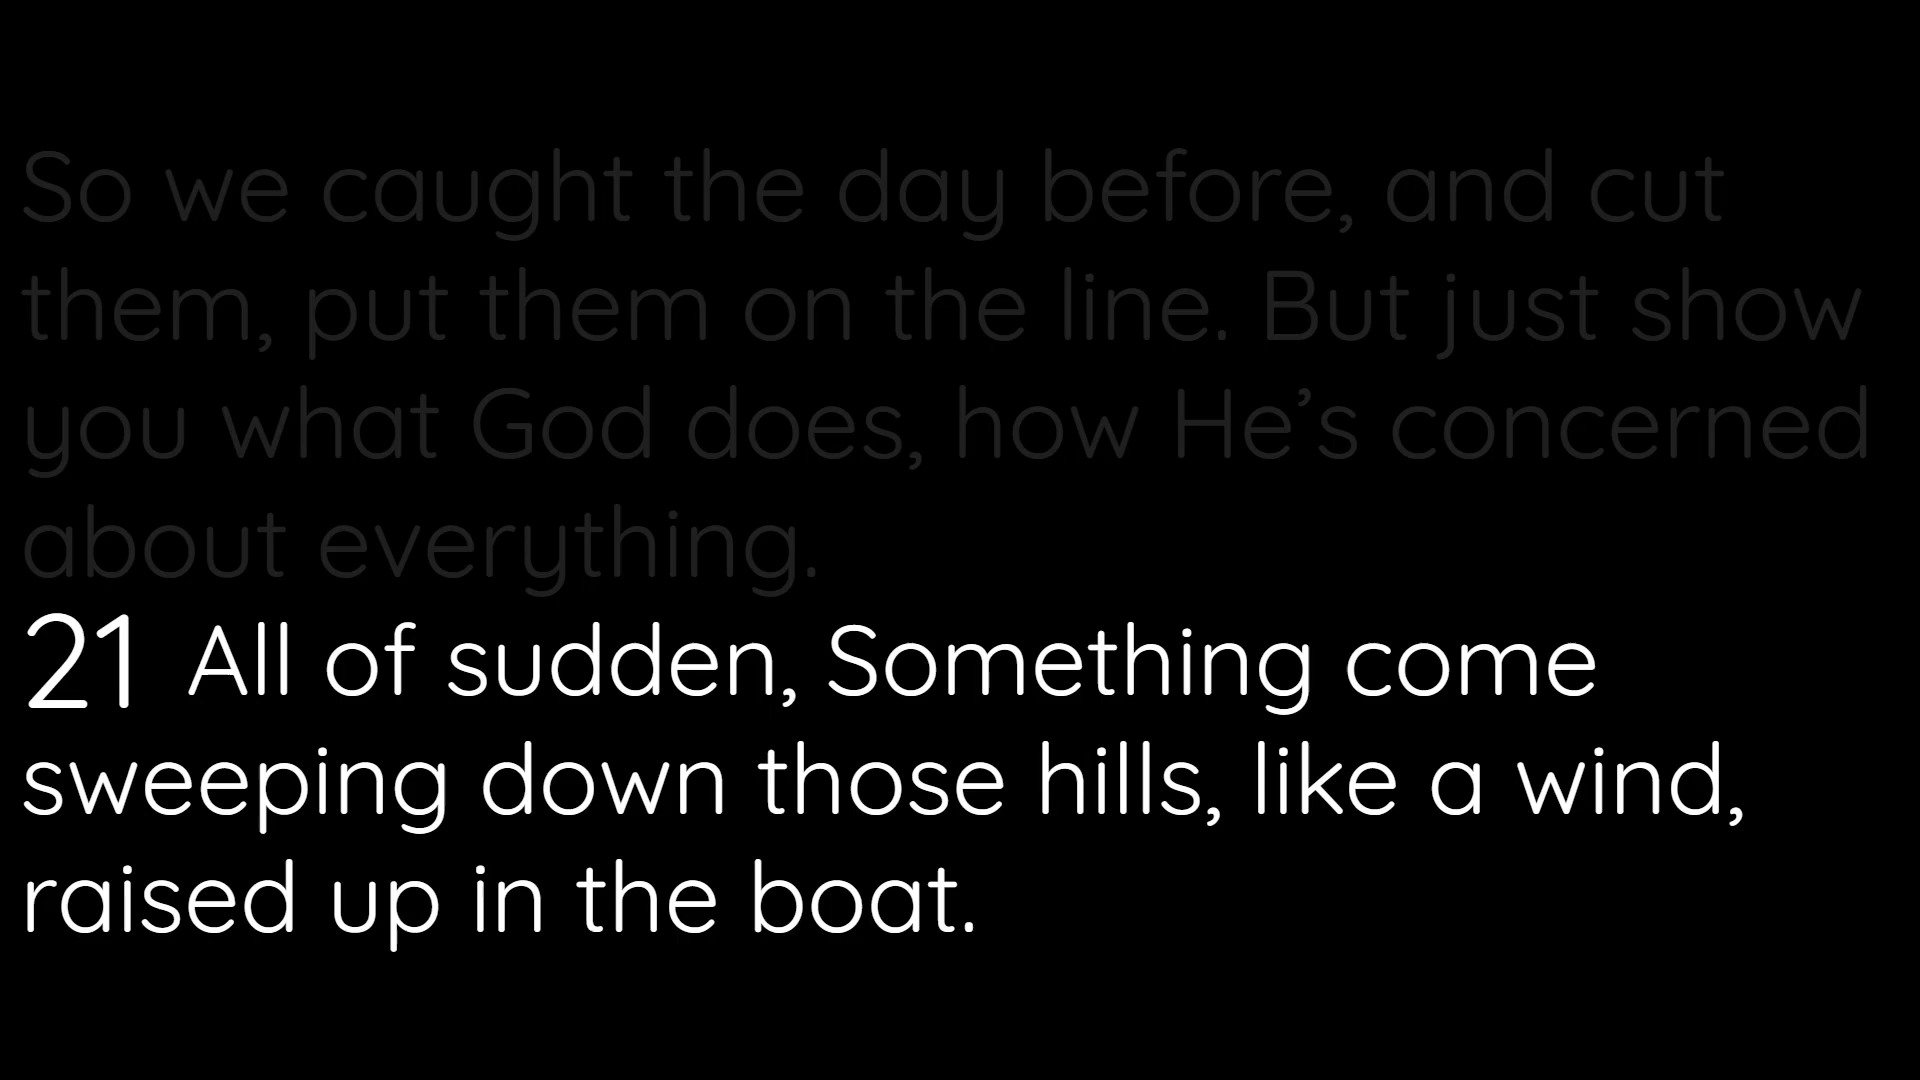 So we caught the day before, and cut
them, put them on the line. But just show
you what God does, how He’s concerned
about everything.
21 All of sudden, Something come
sweeping down those hills, like a wind,
raised up in the boat.